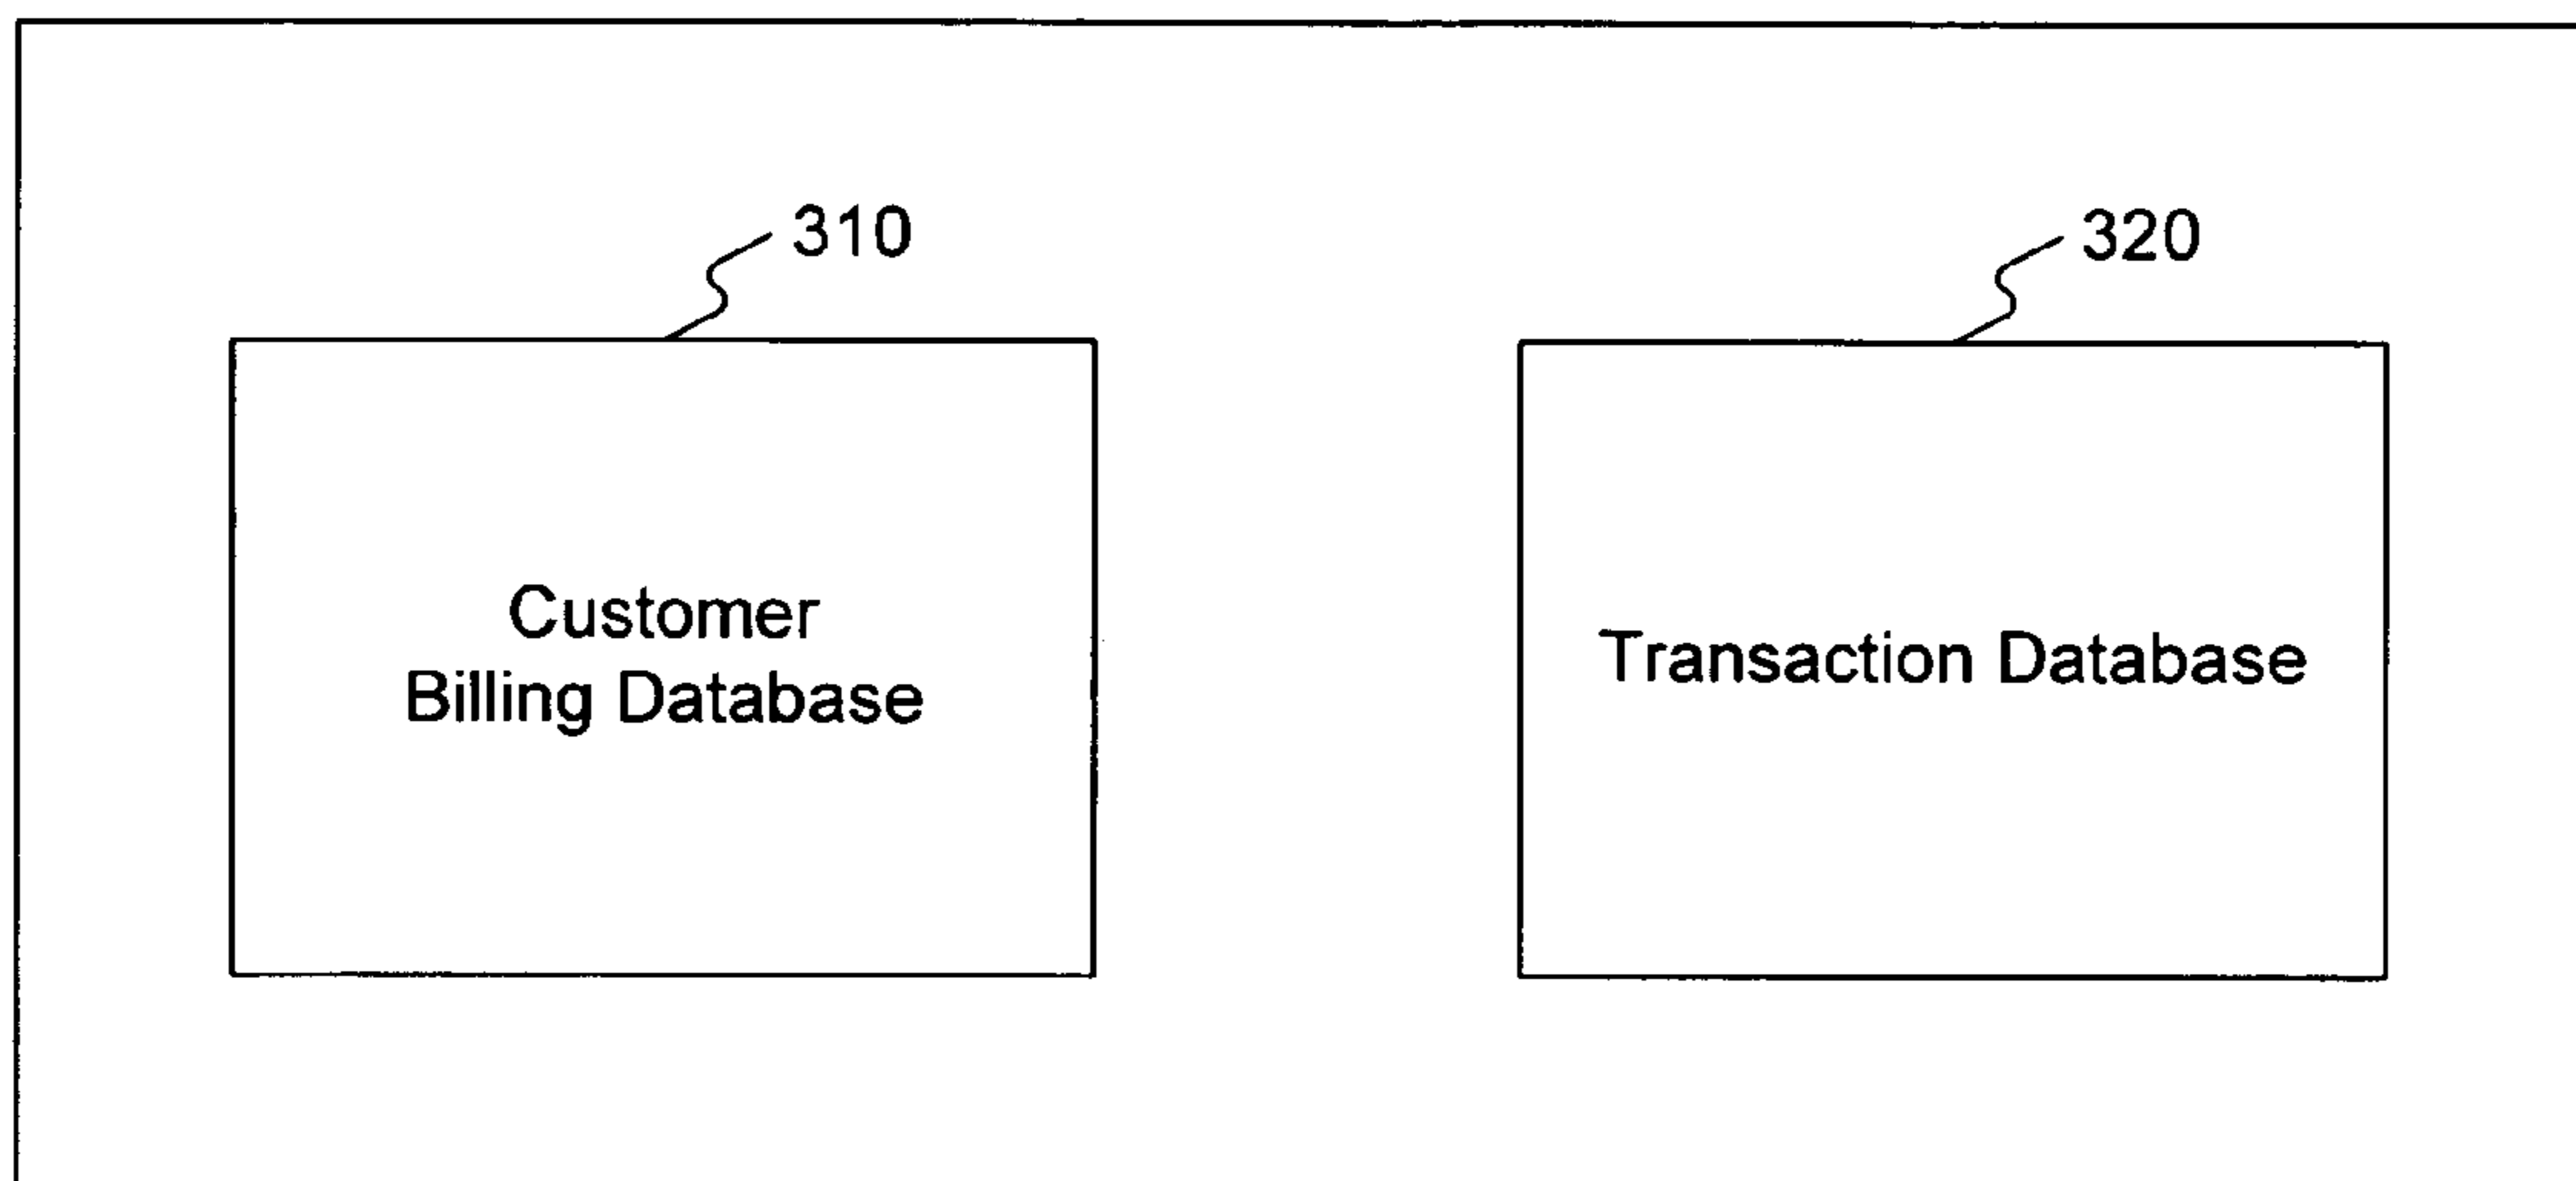 310
320
Customer
Billing Database
Transaction Database